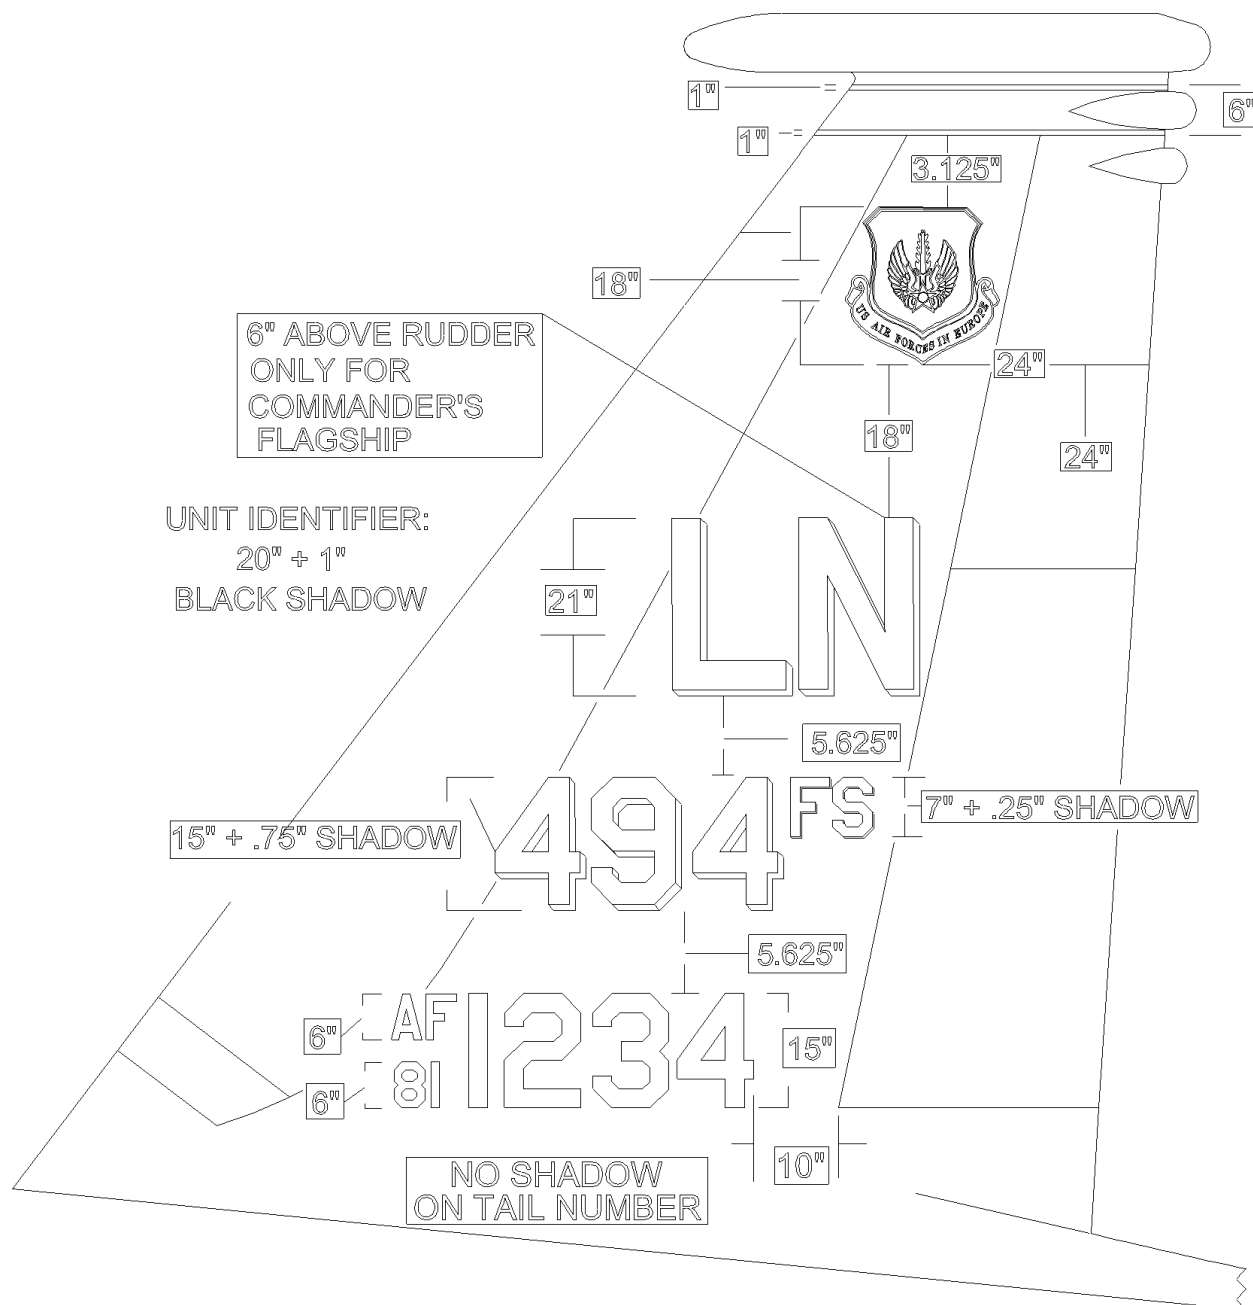 1"
6"
1"
3.125"
18"
US AIR FORCES IN EUROPE
6" ABOVE RUDDER
ONLY FOR
COMMANDER'S
FLAGSHIP
24"
18"
24"
UNIT IDENTIFIER:
20" + 1"
BLACK SHADOW
21"
LN
5.625"
15" + .75" SHADOW
494 FS
7" + .25" SHADOW
5.625"
6"
AF
1234
15"
6"
81
10"
NO SHADOW
ON TAIL NUMBER